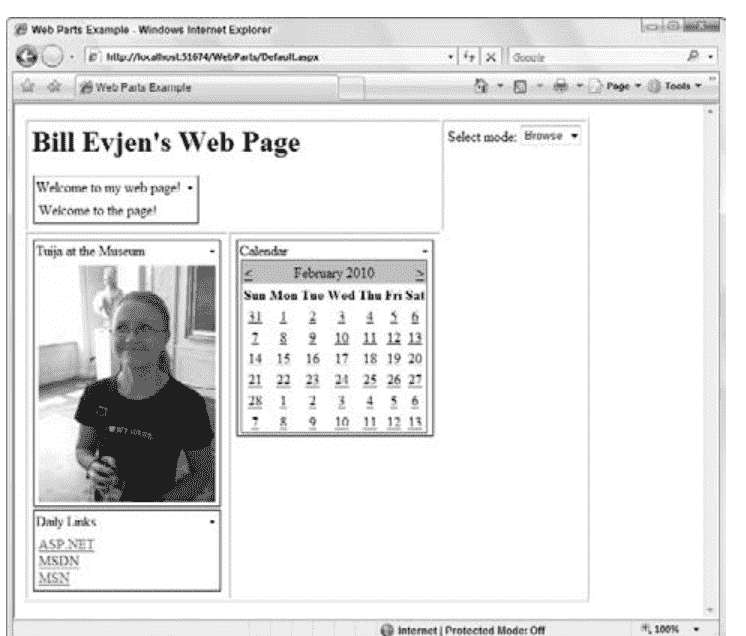 Web Parts Example - Windows Internet Explorer
http://localhost:51674/WebParts/Default.aspx
Google
Web Parts Example
Page
Tools
Bill Evjen's Web Page
Select mode: Browse
Welcome to my web page!
Welcome to the page!
Tuija at the Museum
Daily Links
ASP.NET
MSDN
MSN
Calendar
< February 2010 >
Sun Mon Tue Wed Thu Fri Sat
31 1 2 3 4 5 6
7 8 9 10 11 12 13
14 15 16 17 18 19 20
21 22 23 24 25 26 27
28 1 2 3 4 5 6
7 8 9 10 11 12 13
Internet | Protected Mode: Off
100%